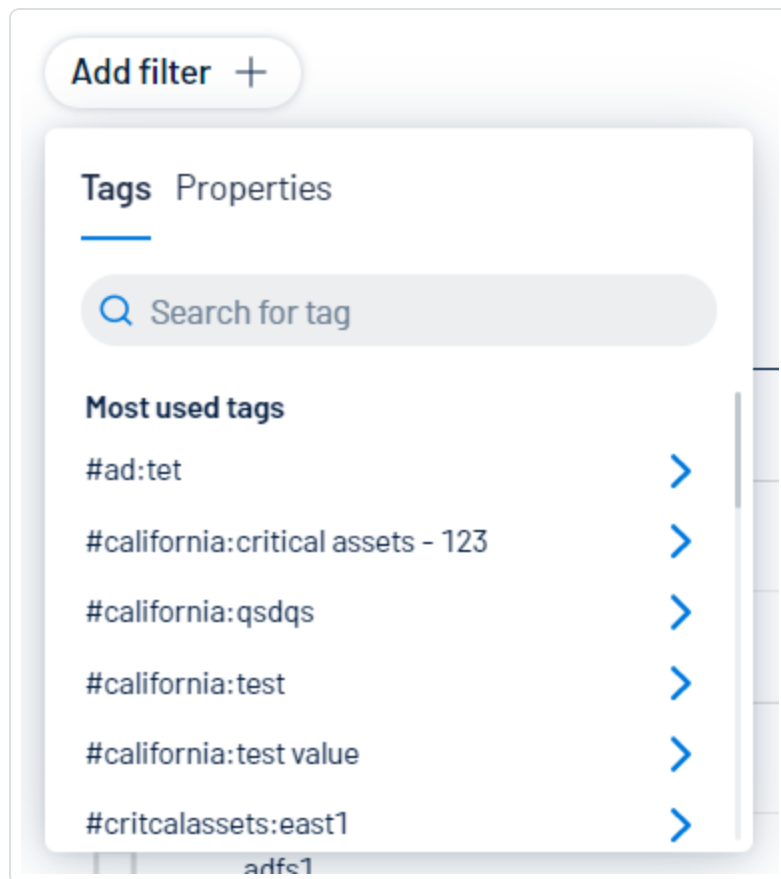 Add filter +
Tags Properties
Search for tag
Most used tags
#ad:tet
#california:critical assets - 123
#california:qsdqs
#california:test
#california:test value
#critcalassets:east1
adfs1